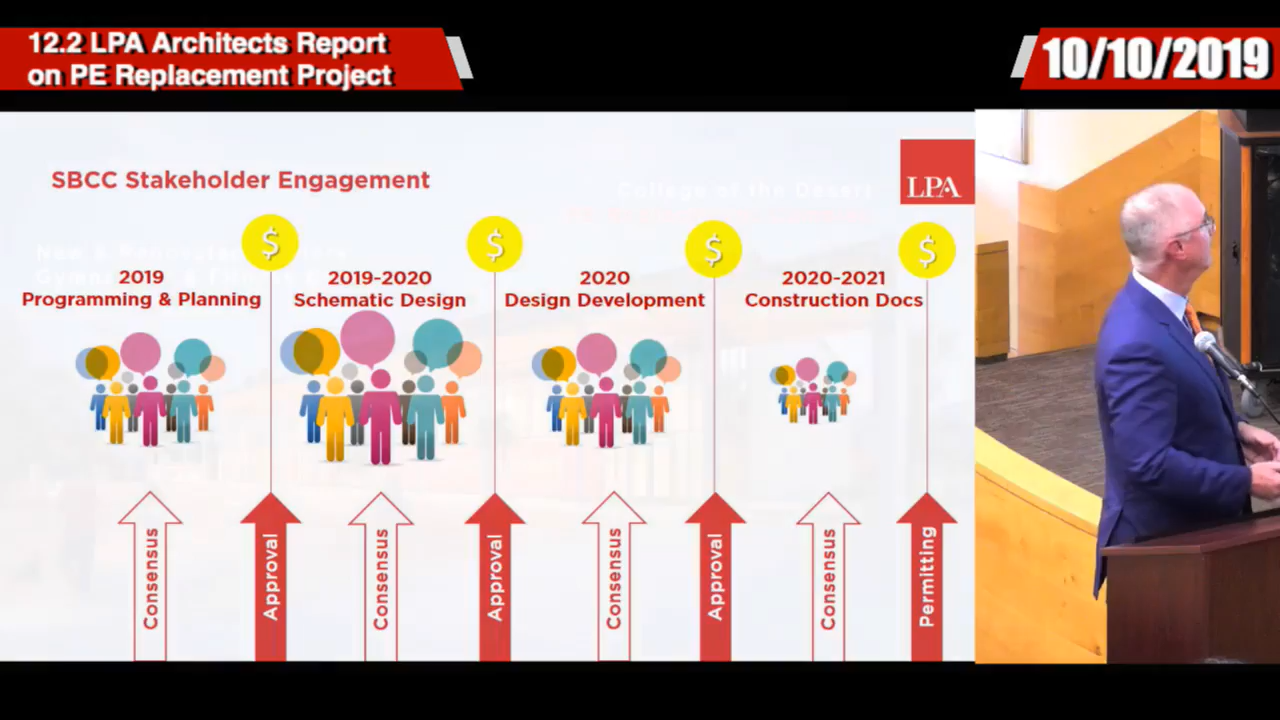 12.2 LPA Architects Report
on PE Replacement Project
10/10/2019
SBCC Stakeholder Engagement
College of the Desert
LPA
$
$
$
$
2019
Programming & Planning
2019-2020
Schematic Design
2020
Design Development
2020-2021
Construction Docs
Consensus
Approval
Consensus
Approval
Consensus
Approval
Consensus
Permitting